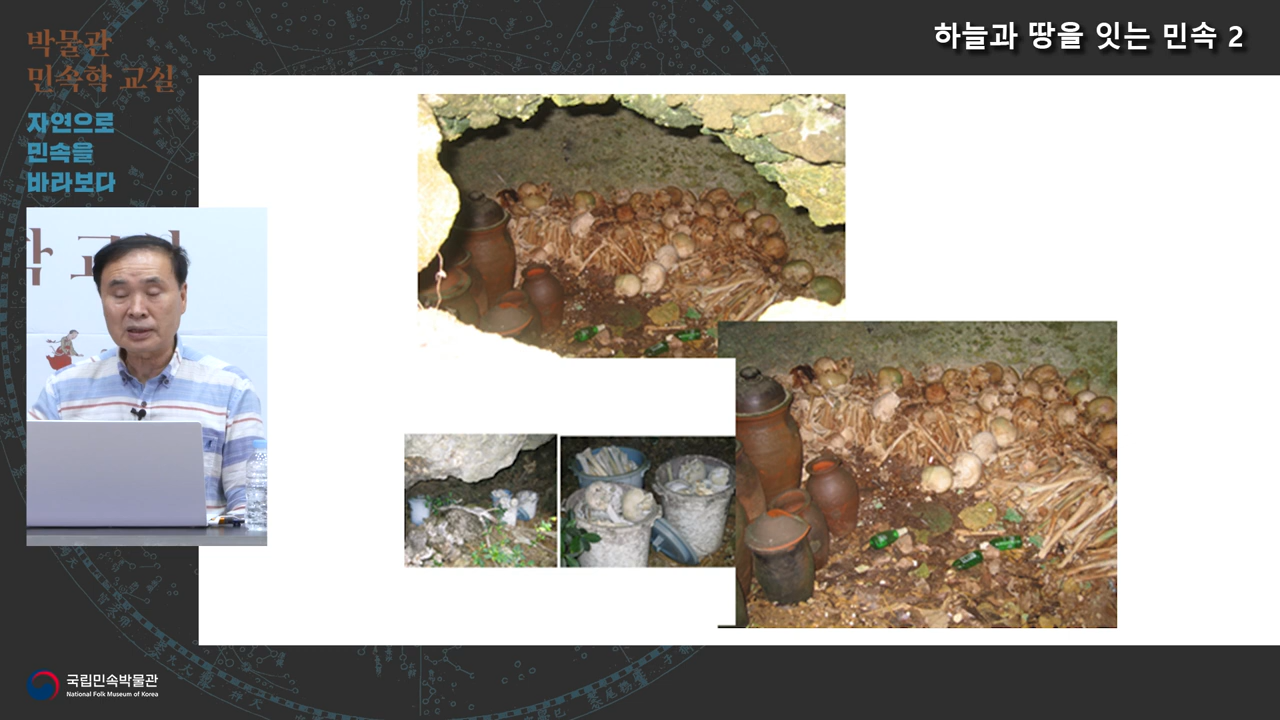 박물관
민속학 교실
자연으로
민속을
바라보다
하늘과 땅을 잇는 민속 2
학 교
국립민속박물관
National Folk Museum of Korea